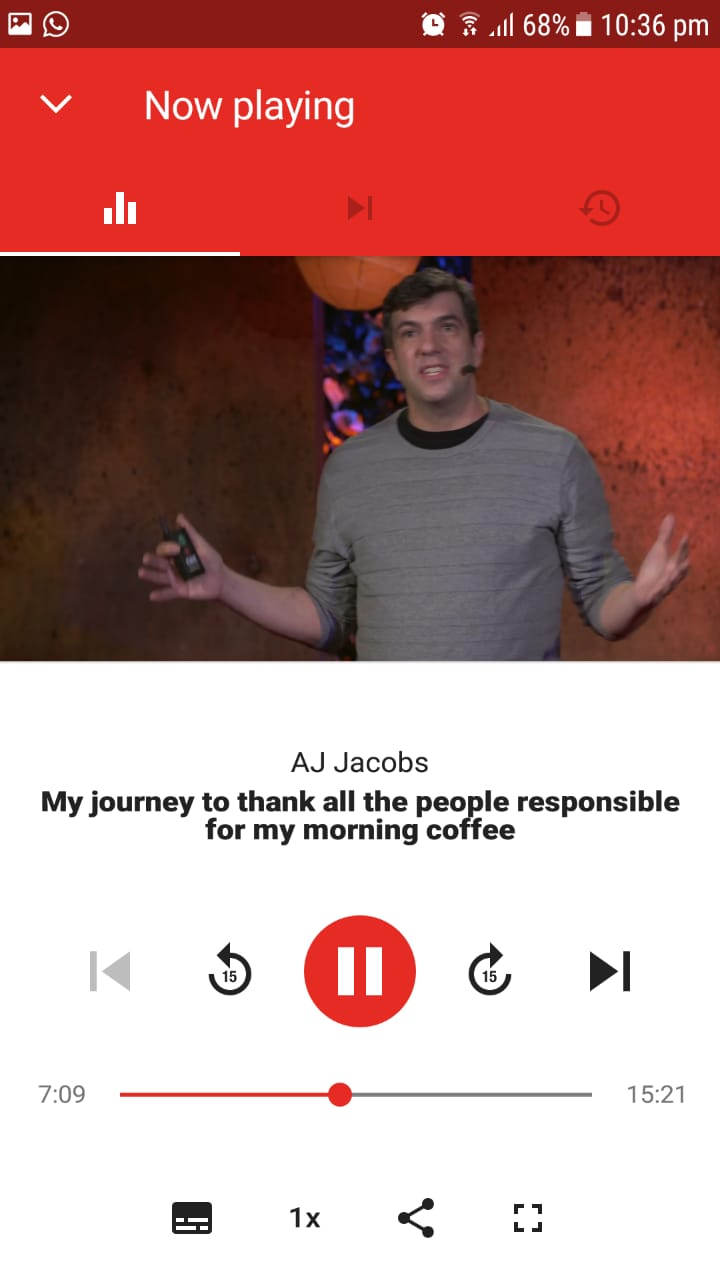 68% 10:36 pm
Now playing
AJ Jacobs
My journey to thank all the people responsible
for my morning coffee
15 15
7:09 15:21
1x